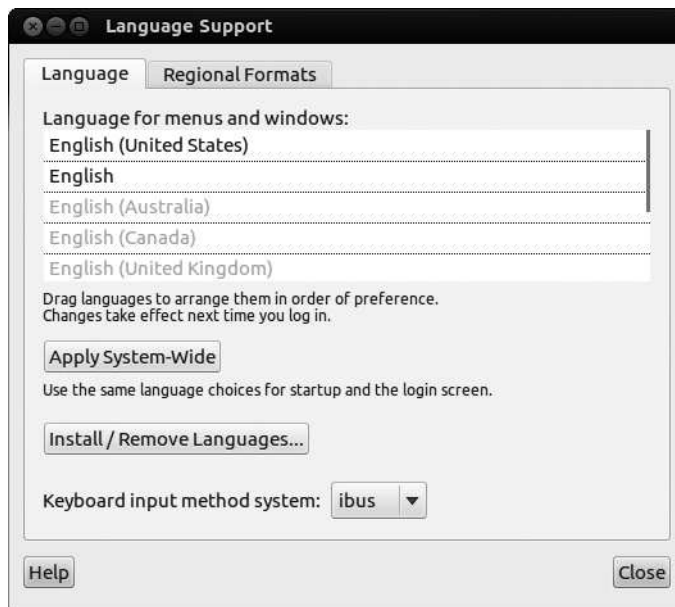 Language Support
Language Regional Formats
Language for menus and windows:
English (United States)
English
English (Australia)
English (Canada)
English (United Kingdom)
Drag languages to arrange them in order of preference.
Changes take effect next time you log in.
Apply System-Wide
Use the same language choices for startup and the login screen.
Install / Remove Languages...
Keyboard input method system: ibus
Help Close